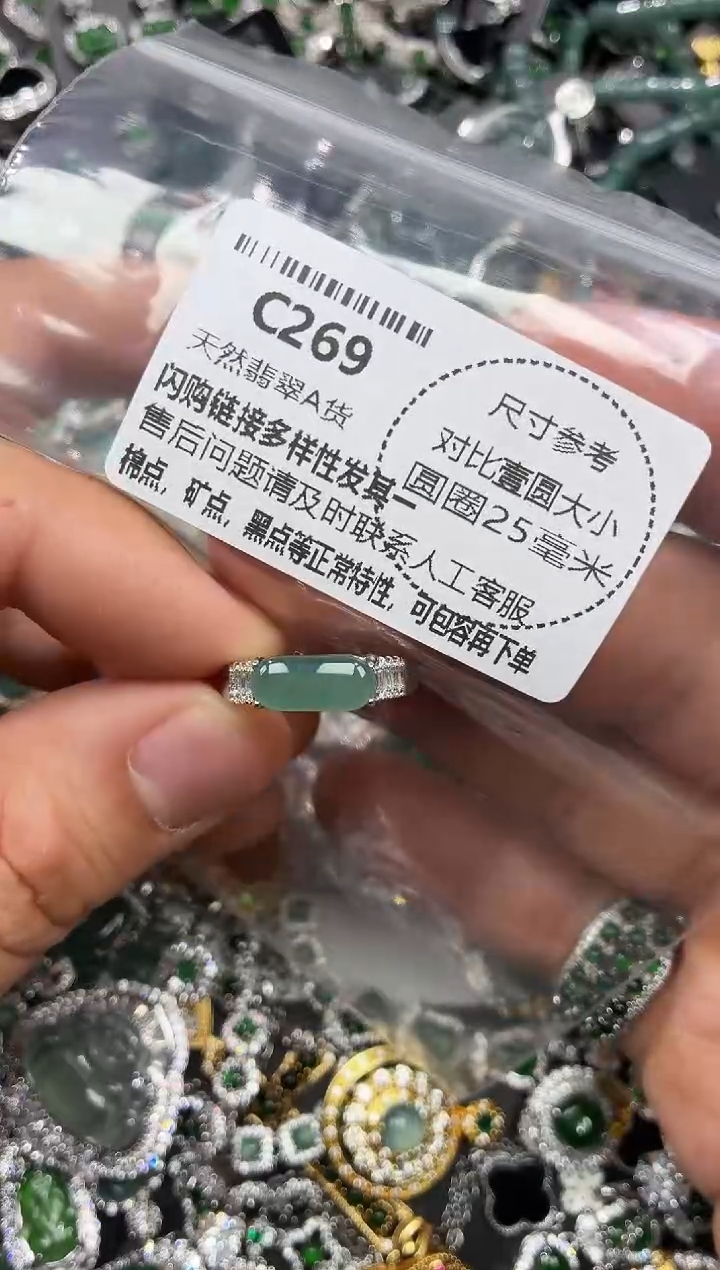 C269
天然翡翠A货
闪购链接多样性发其一
售后问题请及时联系人工客服
棉点，矿点，黑点等正常特性，可包容再下单
尺寸参考
对比壹圆大小
圆圈25毫米